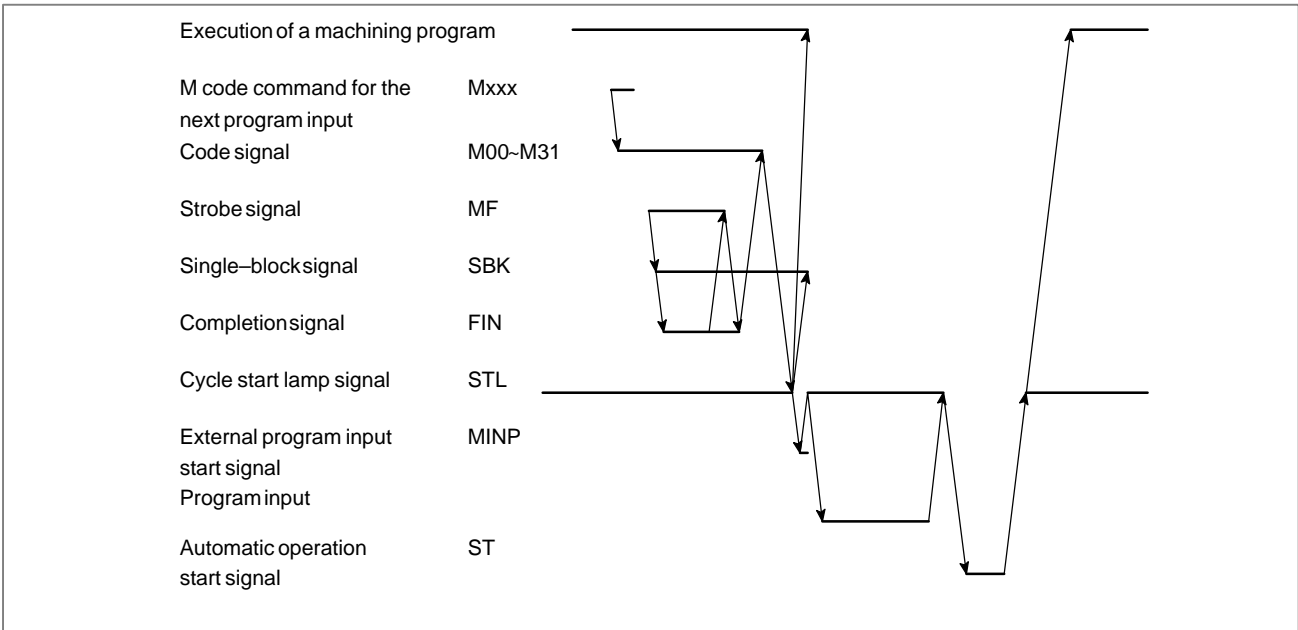 Execution of a machining program
M code command for the Mxxx
next program input
Code signal M00~M31
Strobe signal MF
Single–block signal SBK
Completion signal FIN
Cycle start lamp signal STL
External program input MINP
start signal
Program input
Automatic operation ST
start signal